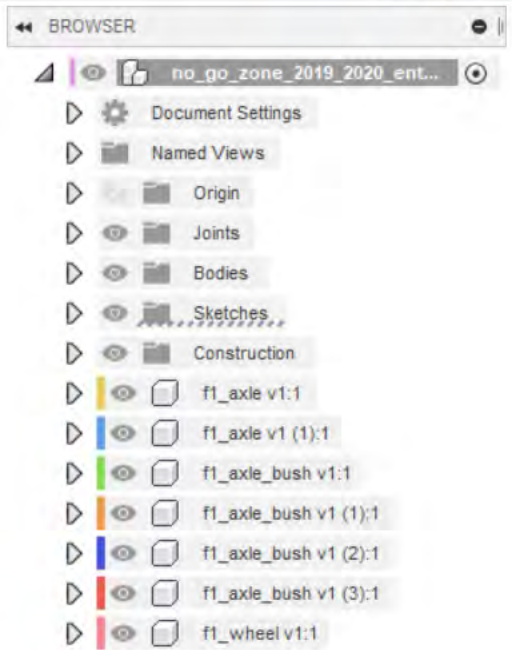 BROWSER
no_go_zone_2019_2020_ent...
Document Settings
Named Views
Origin
Joints
Bodies
Sketches
Construction
f1_axle v1:1
f1_axle v1 (1):1
f1_axle_bush v1:1
f1_axle_bush v1 (1):1
f1_axle_bush v1 (2):1
f1_axle_bush v1 (3):1
f1_wheel v1:1